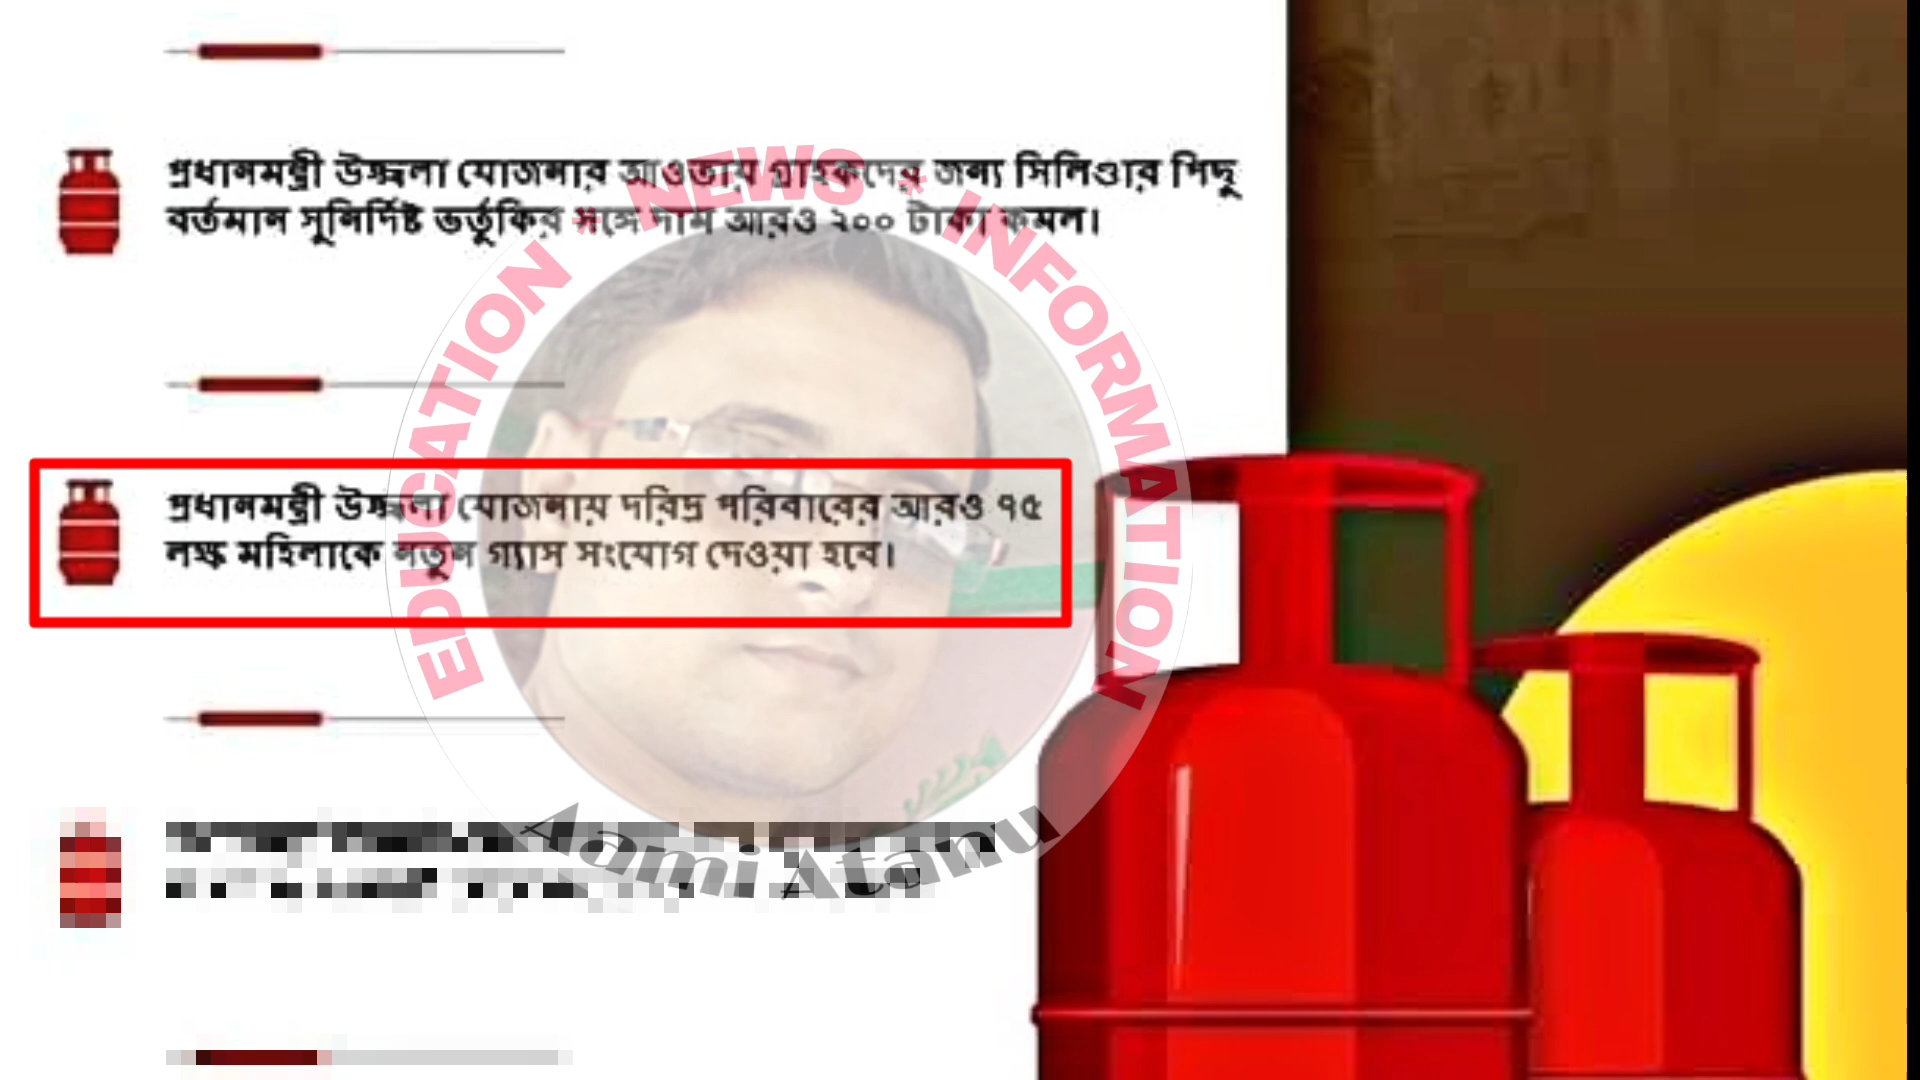 প্রধানমন্ত্রী উজ্জ্বলা যোজনার আওতায় গ্রাহকদের জন্য সিলিণ্ডার পিছু
বর্তমান সুনির্দিষ্ট ভর্তুকির সঙ্গে দাম আরও ২০০ টাকা কমল।
প্রধানমন্ত্রী উজ্জ্বলা যোজনায় দরিদ্র পরিবারের আরও ৭৫
লক্ষ মহিলাকে নতুন গ্যাস সংযোগ দেওয়া হবে।
EDUCATION * NEWS * INFORMATION
Aami Atanu